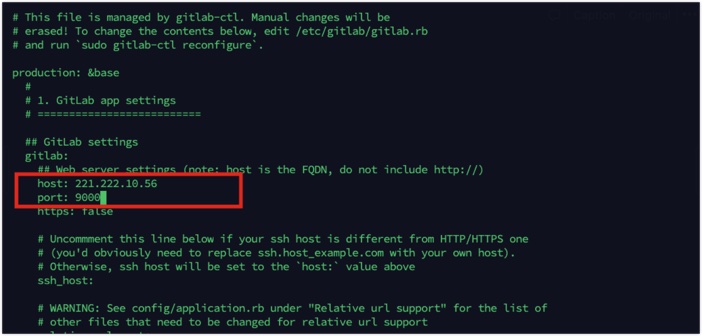 # This file is managed by gitlab-ctl. Manual changes will be
# erased! To change the contents below, edit /etc/gitlab/gitlab.rb
# and run `sudo gitlab-ctl reconfigure`.
production: &base
#
# 1. GitLab app settings
# ==========================
## GitLab settings
gitlab:
## Web server settings (note: host is the FQDN, do not include http://)
host: 221.222.10.56
port: 9000
https: false
# Uncommment this line below if your ssh host is different from HTTP/HTTPS one
# (you'd obviously need to replace ssh.host_example.com with your own host).
# Otherwise, ssh host will be set to the `host:` value above
ssh_host:
# WARNING: See config/application.rb under "Relative url support" for the list of
# other files that need to be changed for relative url support